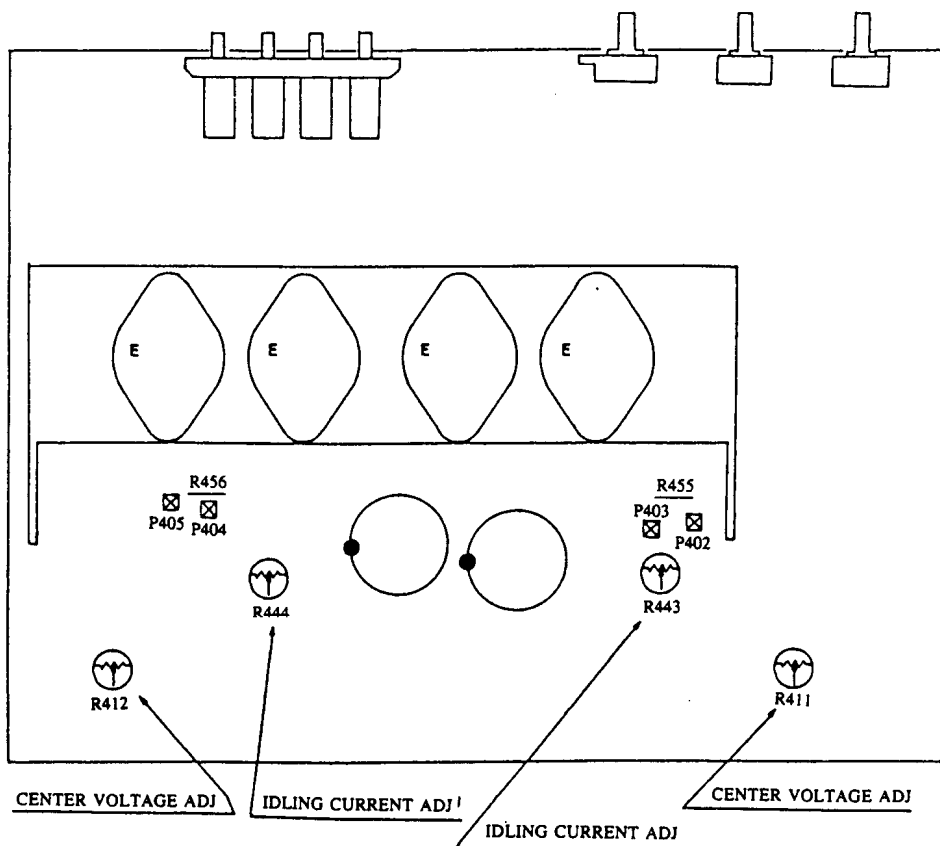 E E E E
R456
R455
P405 P404
P403
P402
R444
R443
R412
R411
CENTER VOLTAGE ADJ
IDLING CURRENT ADJ
IDLING CURRENT ADJ
CENTER VOLTAGE ADJ